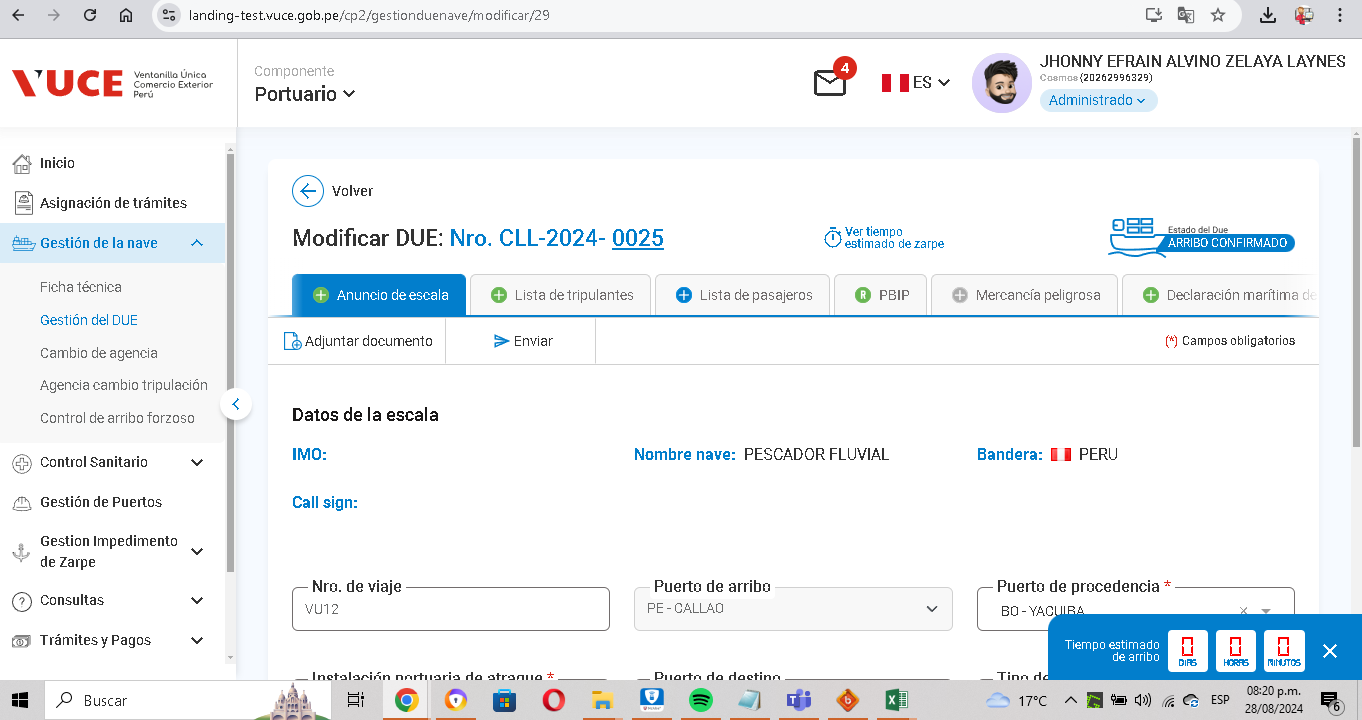 landing-test.vuce.gob.pe/cp2/gestionduenave/modificar/29
VUCE
Ventanilla Única
Comercio Exterior
Perú
Componente
Portuario
4
ES
JHONNY EFRAIN ALVINO ZELAYA LAYNES
Cosmos (20262996329)
Administrado
Inicio
Asignación de trámites
Gestión de la nave
Ficha técnica
Gestión del DUE
Cambio de agencia
Agencia cambio tripulación
Control de arribo forzoso
Control Sanitario
Gestión de Puertos
Gestion Impedimento
de Zarpe
Consultas
Trámites y Pagos
Volver
Modificar DUE: Nro. CLL-2024- 0025
Ver tiempo
estimado de zarpe
Estado del Due
ARRIBO CONFIRMADO
Anuncio de escala
Lista de tripulantes
Lista de pasajeros
R PBIP
Mercancía peligrosa
Declaración marítima de
Adjuntar documento
Enviar
(*) Campos obligatorios
Datos de la escala
IMO:
Nombre nave: PESCADOR FLUVIAL
Bandera: PERU
Call sign:
Nro. de viaje
VU12
Puerto de arribo
PE - CALLAO
Puerto de procedencia *
BO - YACUIBA
Instalación portuaria de atraque *
Puerto de destino
Tipo de
Tiempo estimado
de arribo
0 DIAS
0 HORAS
0 MINUTOS
Buscar
17°C
ESP
08:20 p.m.
28/08/2024
6